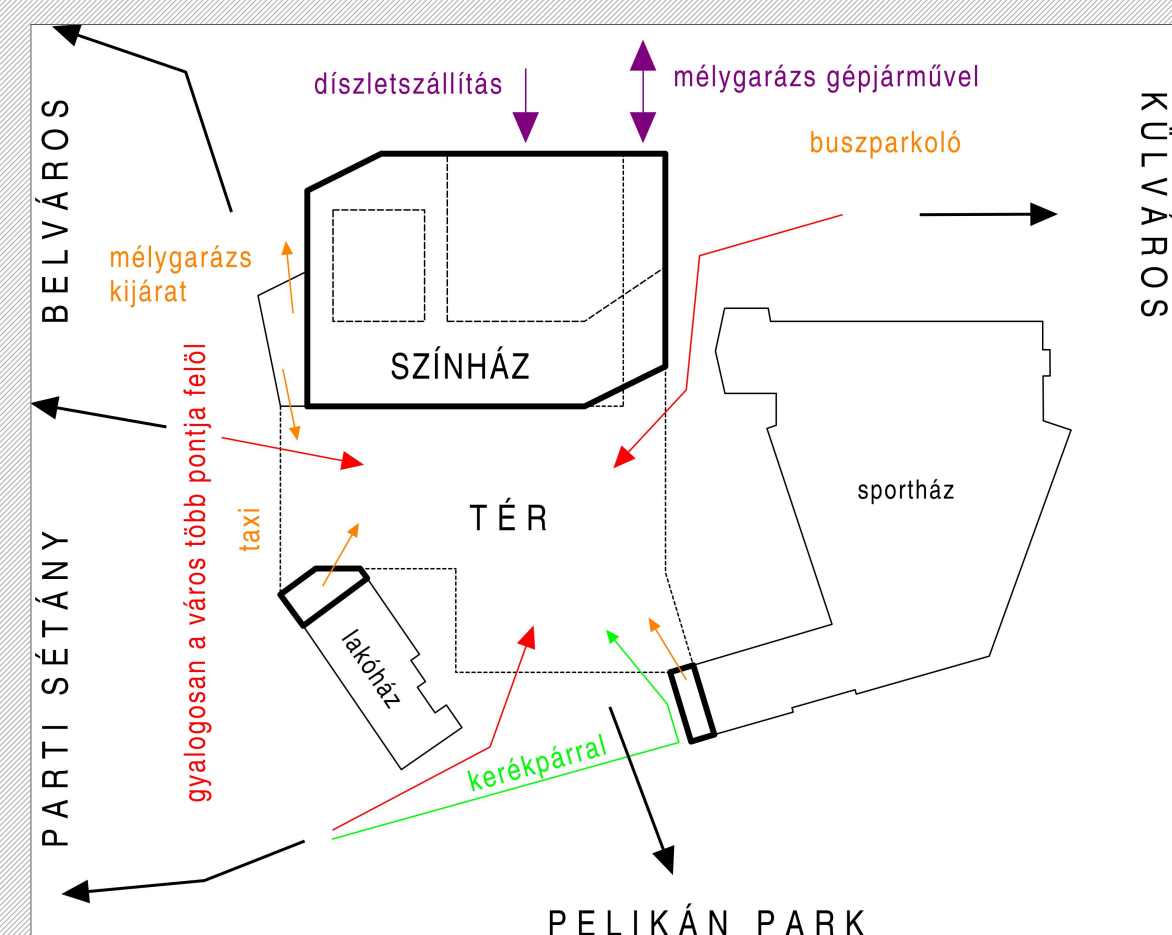 díszletszállítás
mélygarázs gépjárművel
buszparkoló
BELVÁROS
KÜLVÁROS
mélygarázs
kijárat
SZÍNHÁZ
gyalogosan a város több pontja felöl
taxi
TÉR
sportház
lakóház
PARTI SÉTÁNY
kerékpárral
PELIKÁN PARK